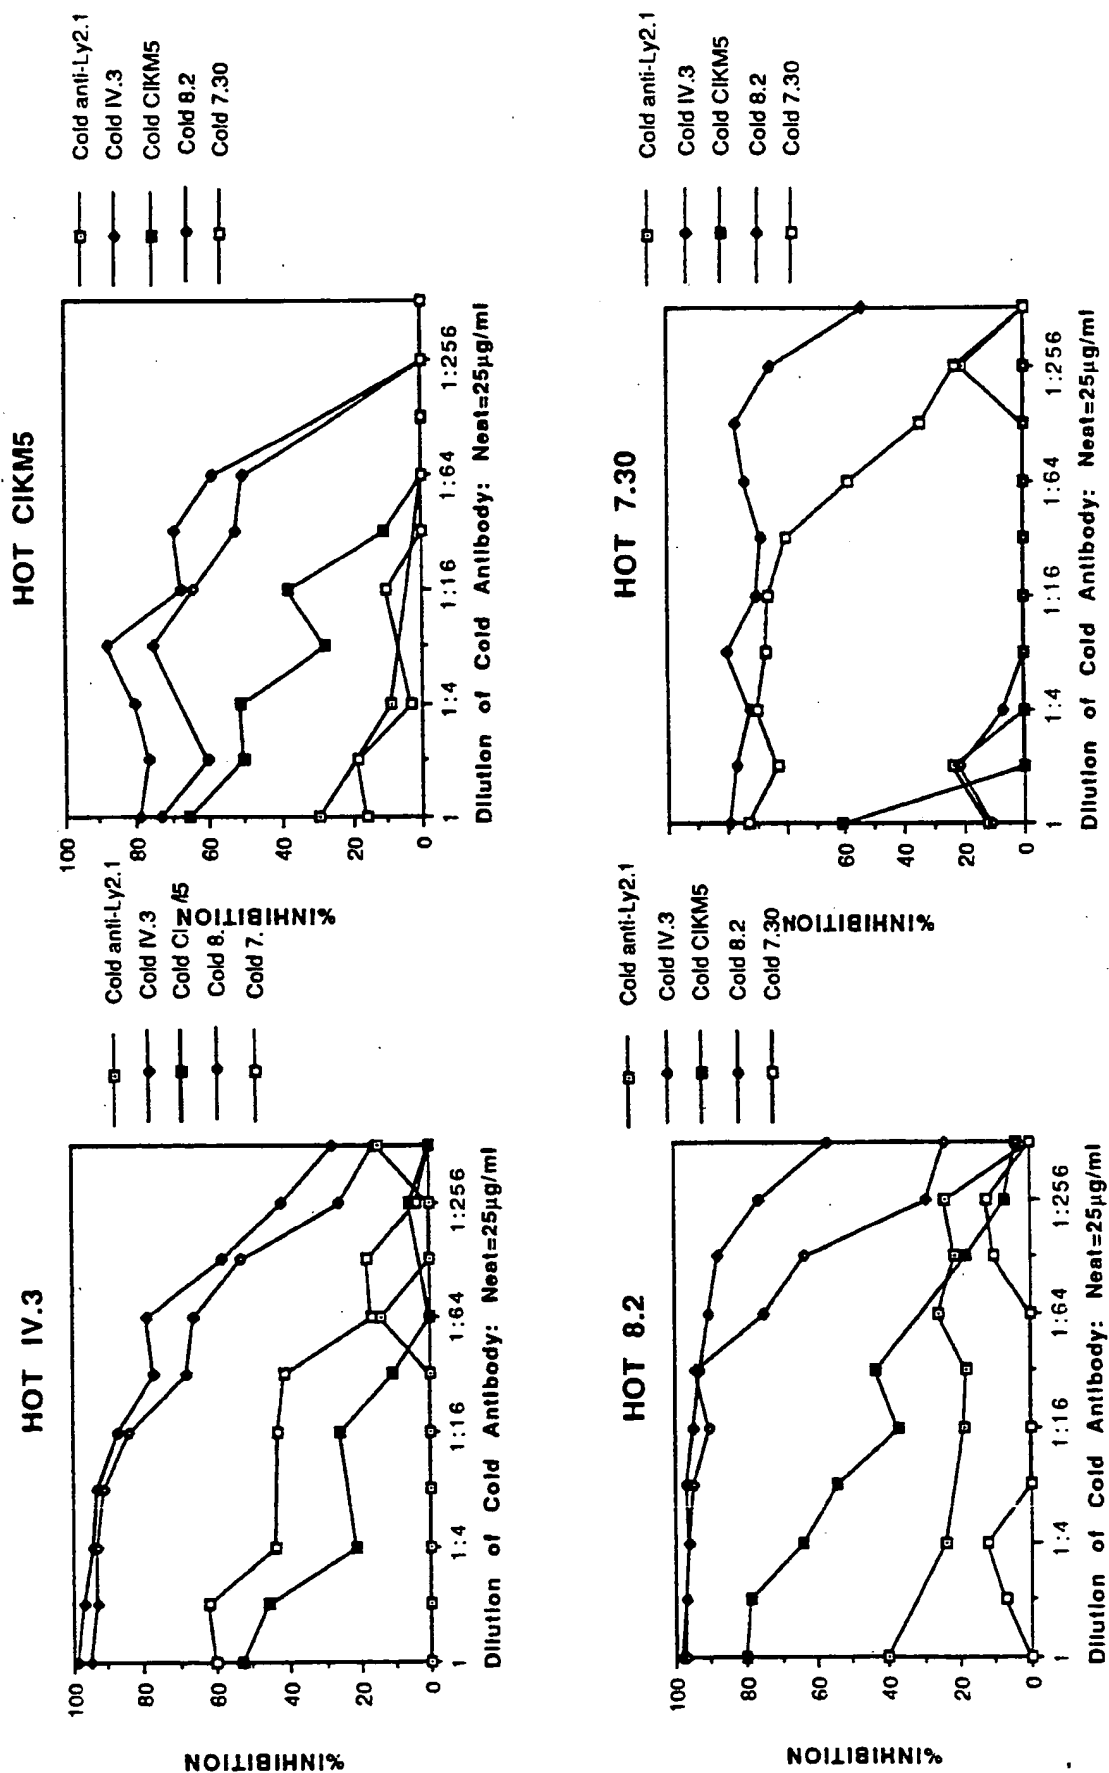 HOT IV.3
%INHIBITION
100
80
60
40
20
0
1
1:4
1:16
1:64
1:256
Dilution of Cold Antibody: Neat=25µg/ml
Cold anti-Ly2.1
Cold IV.3
Cold CI /I5
Cold 8.
Cold 7.
HOT CIKM5
%INHIBITION
100
80
60
40
20
0
1
1:4
1:16
1:64
1:256
Dilution of Cold Antibody: Neat=25µg/ml
Cold anti-Ly2.1
Cold IV.3
Cold CIKM5
Cold 8.2
Cold 7.30
HOT 8.2
%INHIBITION
100
80
60
40
20
0
1
1:4
1:16
1:64
1:256
Dilution of Cold Antibody: Neat=25µg/ml
Cold anti-Ly2.1
Cold IV.3
Cold CIKM5
Cold 8.2
Cold 7.30
HOT 7.30
%INHIBITION
60
40
20
0
1
1:4
1:16
1:64
1:256
Dilution of Cold Antibody: Neat=25µg/ml
Cold anti-Ly2.1
Cold IV.3
Cold CIKM5
Cold 8.2
Cold 7.30